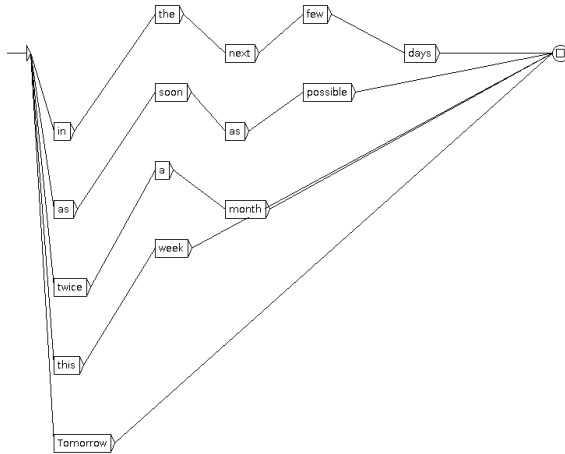 the
few
next
days
soon
possible
in
as
a
as
month
week
twice
this
Tomorrow